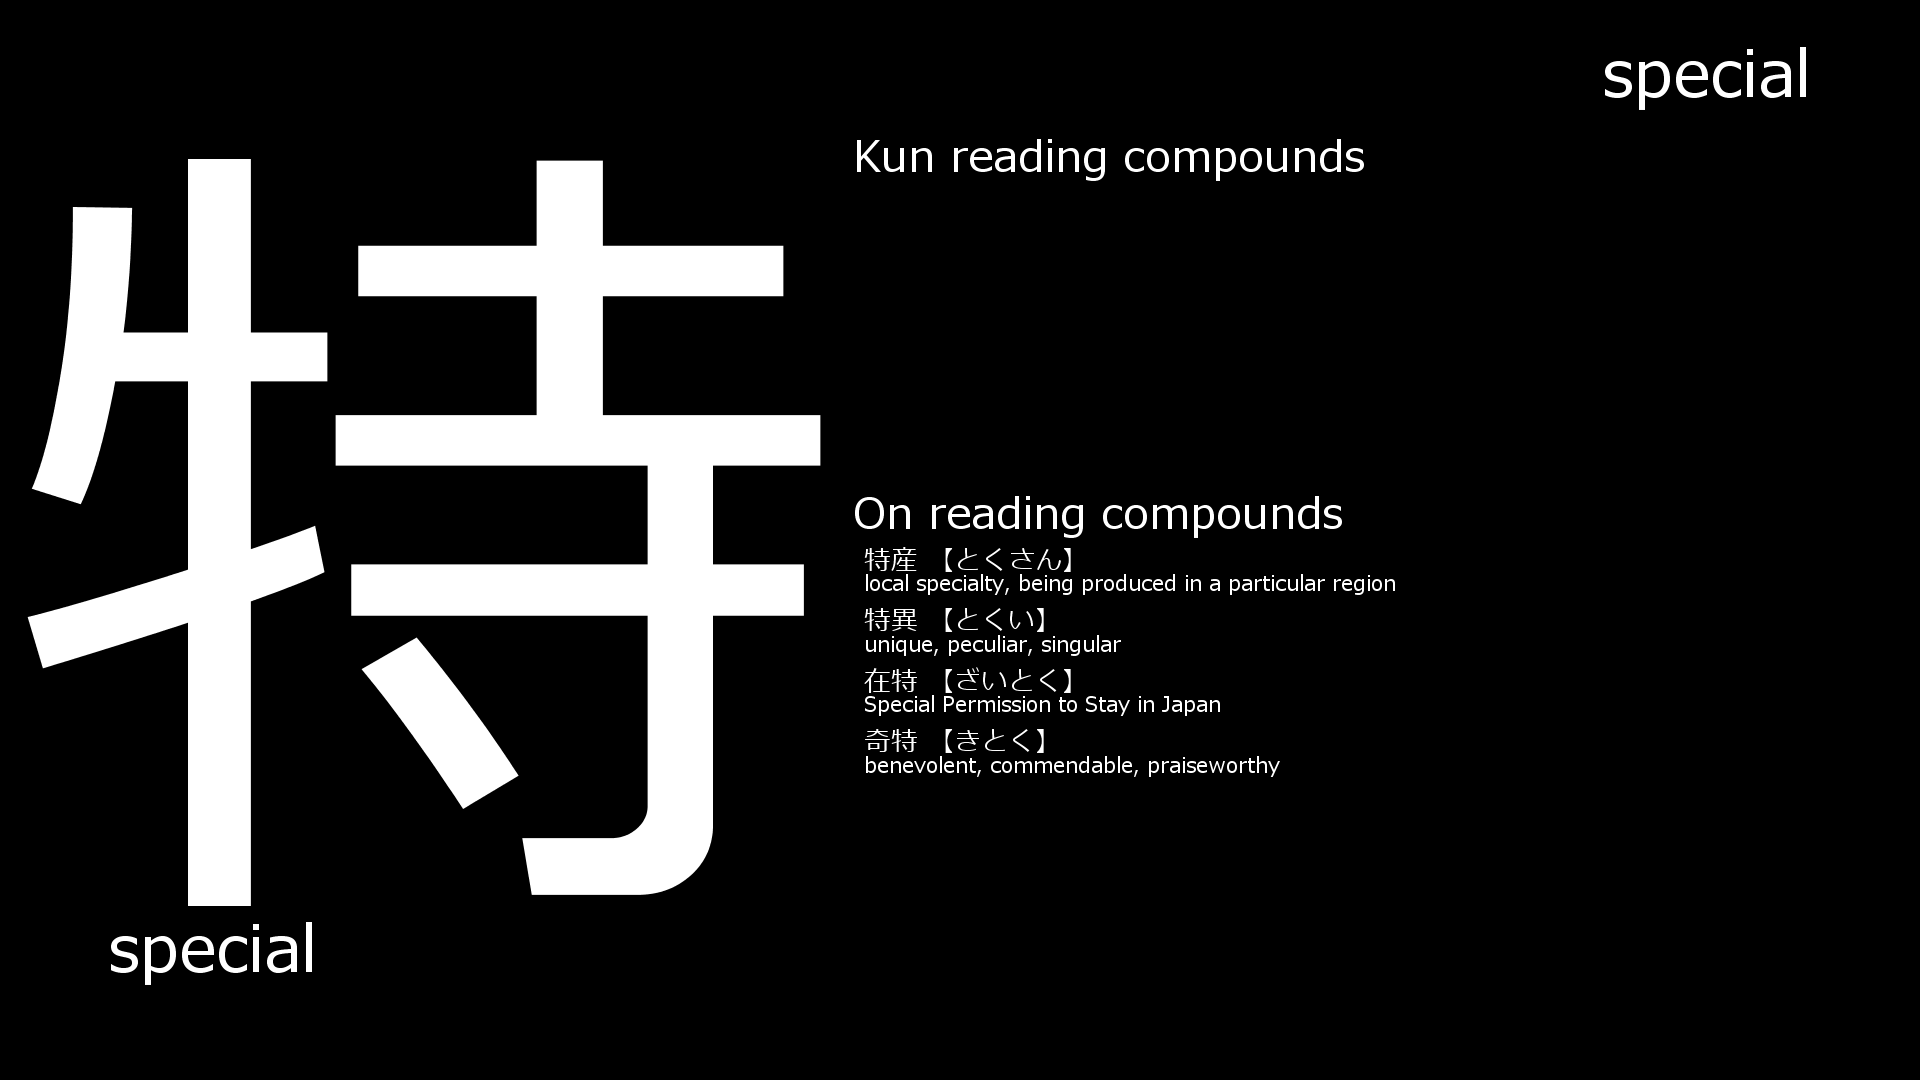 special
特
Kun reading compounds
On reading compounds
特産 【とくさん】
local specialty, being produced in a particular region
特異 【とくい】
unique, peculiar, singular
在特 【ざいとく】
Special Permission to Stay in Japan
奇特 【きとく】
benevolent, commendable, praiseworthy
special